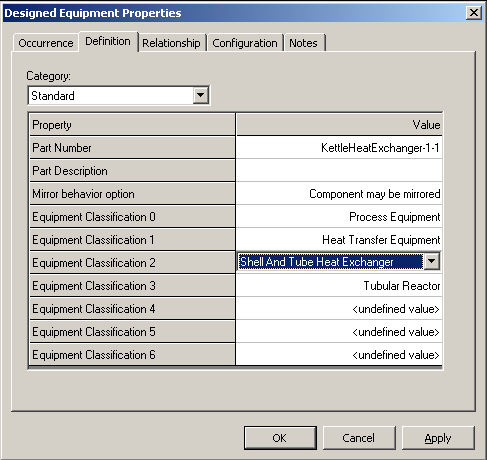 Designed Equipment Properties
Occurrence Definition Relationship Configuration Notes
Category:
Standard
Property Value
Part Number KettleHeatExchanger-1-1
Part Description
Mirror behavior option Component may be mirrored
Equipment Classification 0 Process Equipment
Equipment Classification 1 Heat Transfer Equipment
Equipment Classification 2 Shell And Tube Heat Exchanger
Equipment Classification 3 Tubular Reactor
Equipment Classification 4 <undefined value>
Equipment Classification 5 <undefined value>
Equipment Classification 6 <undefined value>
OK Cancel Apply